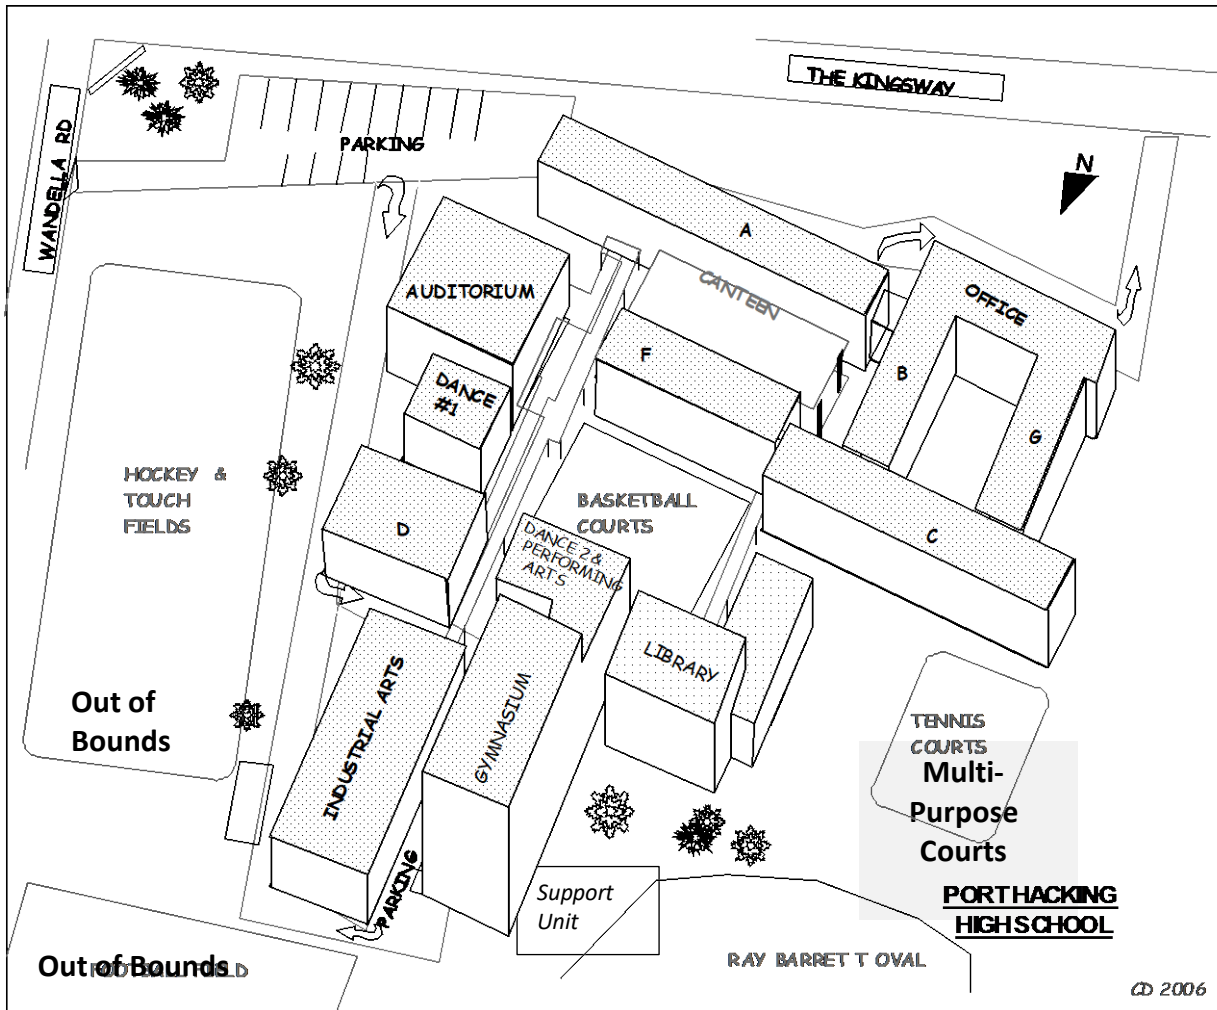 THE KINGSWAY
WANDELLA RD
PARKING
N
A
CANTEEN
OFFICE
AUDITORIUM
F
B
DANCE
#1
G
HOCKEY &
TOUCH
FIELDS
BASKETBALL
COURTS
D
DANCE 2 &
PERFORMING
ARTS
C
LIBRARY
INDUSTRIAL ARTS
GYMNASIUM
Out of
Bounds
TENNIS
COURTS
Multi-
Purpose
Courts
PARKING
Support
Unit
PORT HACKING
HIGH SCHOOL
RAY BARRETT OVAL
Out of Bounds
FOOTBALL FIELD
CD 2006